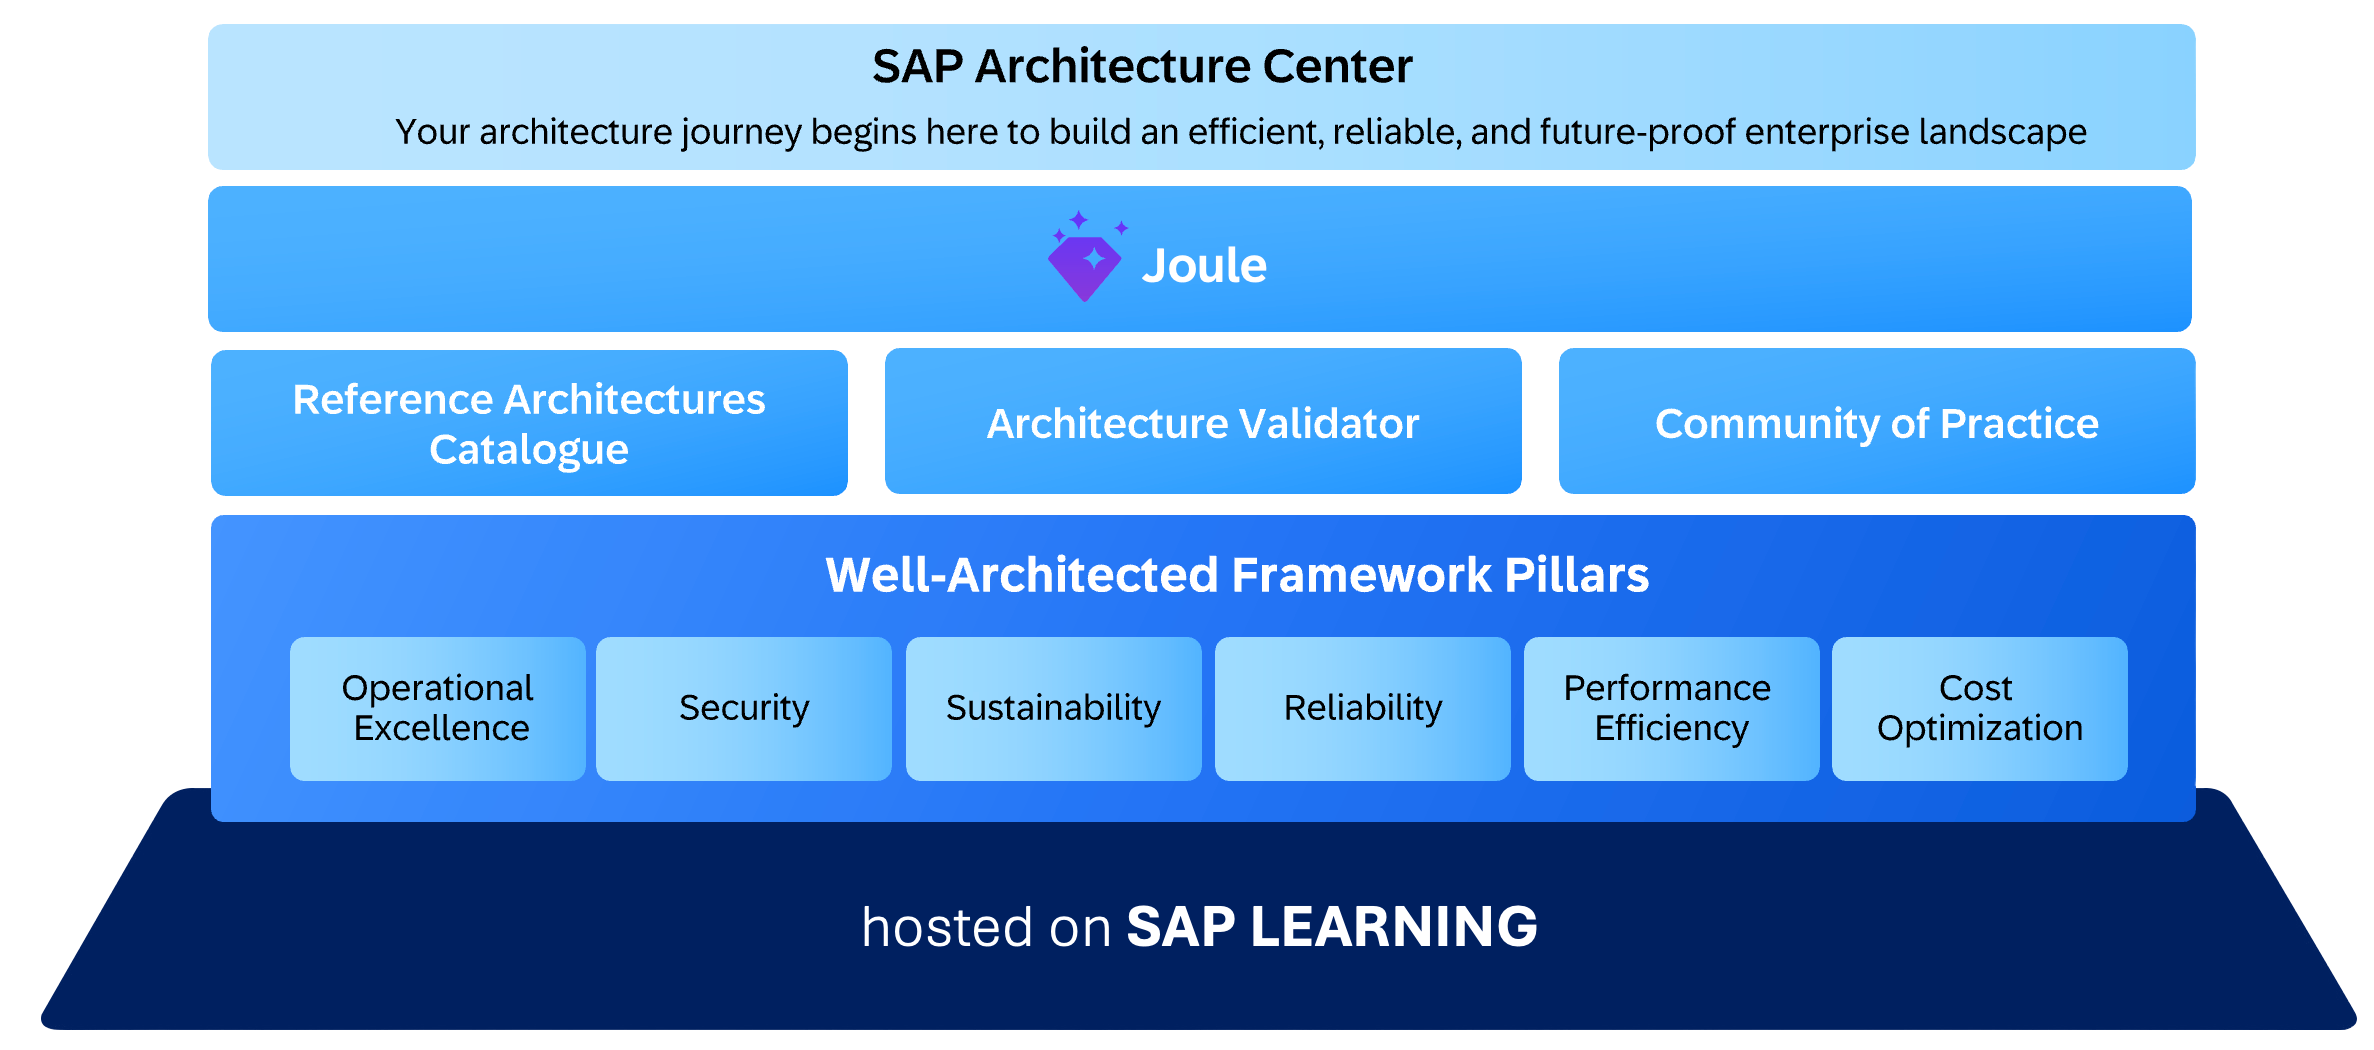 SAP Architecture Center
Your architecture journey begins here to build an efficient, reliable, and future-proof enterprise landscape
Joule
Reference Architectures
Catalogue
Architecture Validator
Community of Practice
Well-Architected Framework Pillars
Operational
Excellence
Security
Sustainability
Reliability
Performance
Efficiency
Cost
Optimization
hosted on SAP LEARNING